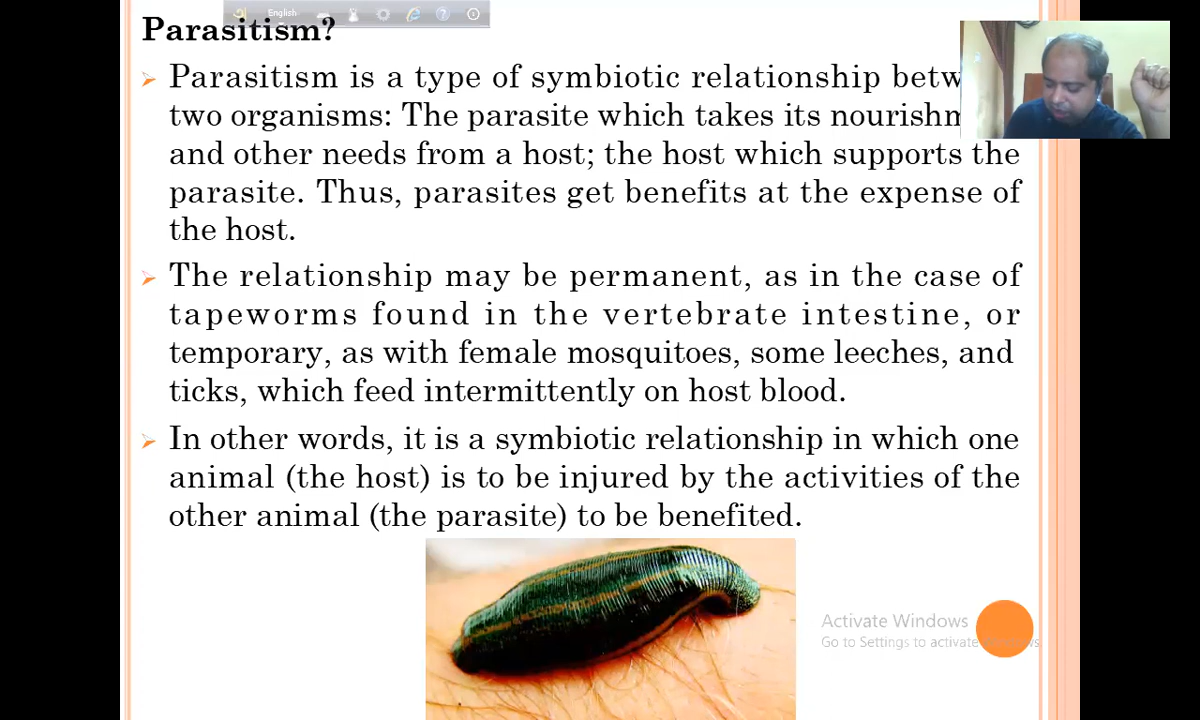 English
Parasitism?
Parasitism is a type of symbiotic relationship
two organisms: The parasite which takes its
and other needs from a host; the host which supports the
parasite. Thus, parasites get benefits at the expense of
the host.
The relationship may be permanent, as in the case of
tapeworms found in the vertebrate intestine, or
temporary, as with female mosquitoes, some leeches, and
ticks, which feed intermittently on host blood.
In other words, it is a symbiotic relationship in which one
animal (the host) is to be injured by the activities of the
other animal (the parasite) to be benefited.
Activate Windows
Go to Settings to activate Windows